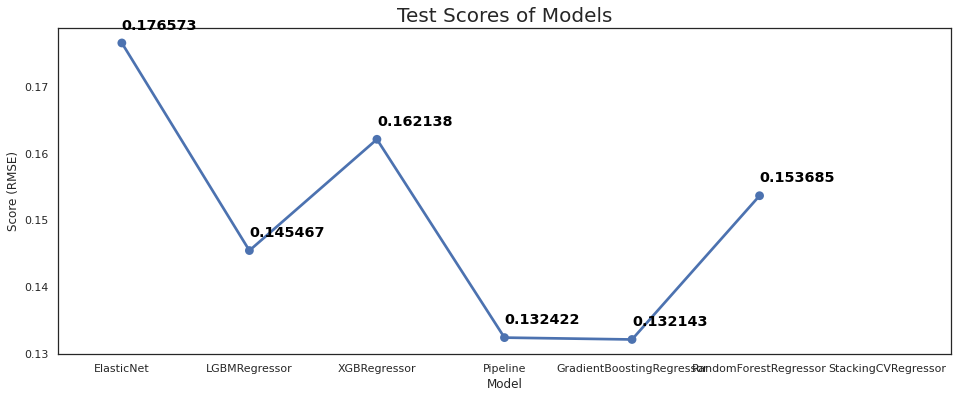 Test Scores of Models
0.176573
0.17
0.162138
0.16
0.153685
0.15
0.145467
0.14
0.132422
0.132143
0.13
Score (RMSE)
ElasticNet LGBMRegressor XGBRegressor Pipeline GradientBoostingRegressor RandomForestRegressor StackingCVRegressor
Model